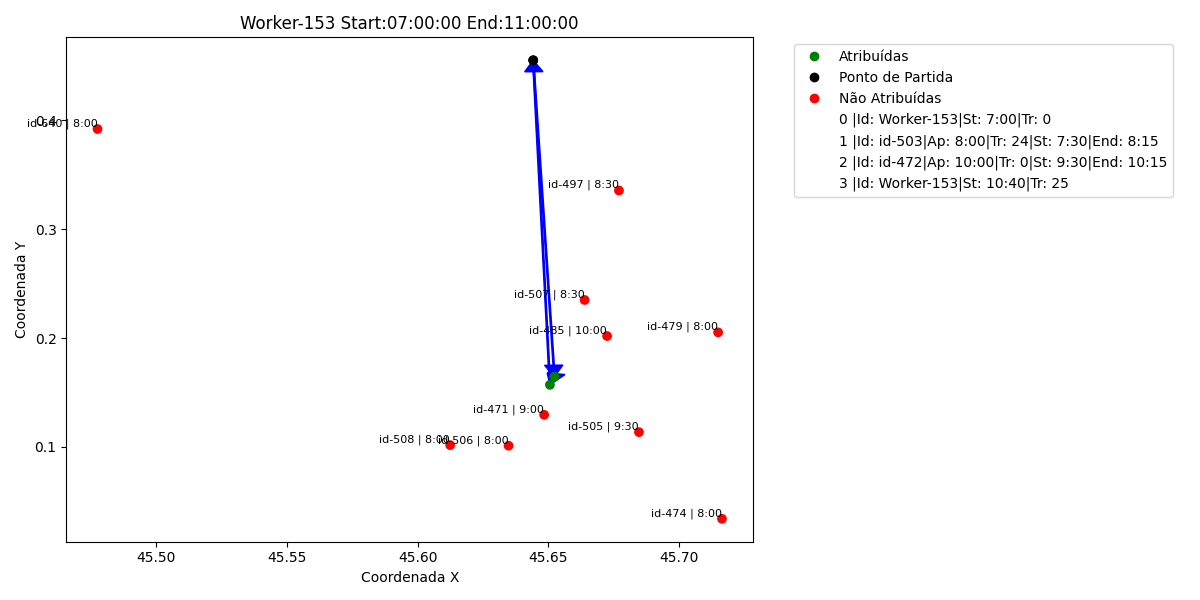 Worker-153 Start:07:00:00 End:11:00:00
Atribuídas
Ponto de Partida
Não Atribuídas
0 |Id: Worker-153|St: 7:00|Tr: 0
1 |Id: id-503|Ap: 8:00|Tr: 24|St: 7:30|End: 8:15
2 |Id: id-472|Ap: 10:00|Tr: 0|St: 9:30|End: 10:15
3 |Id: Worker-153|St: 10:40|Tr: 25
0.4
id-640 | 8:00
id-497 | 8:30
0.3
id-507 | 8:30
id-485 | 10:00
id-479 | 8:00
0.2
id-471 | 9:00
id-505 | 9:30
id-508 | 8:00
id-506 | 8:00
0.1
id-474 | 8:00
Coordenada Y
45.50
45.55
45.60
45.65
45.70
Coordenada X